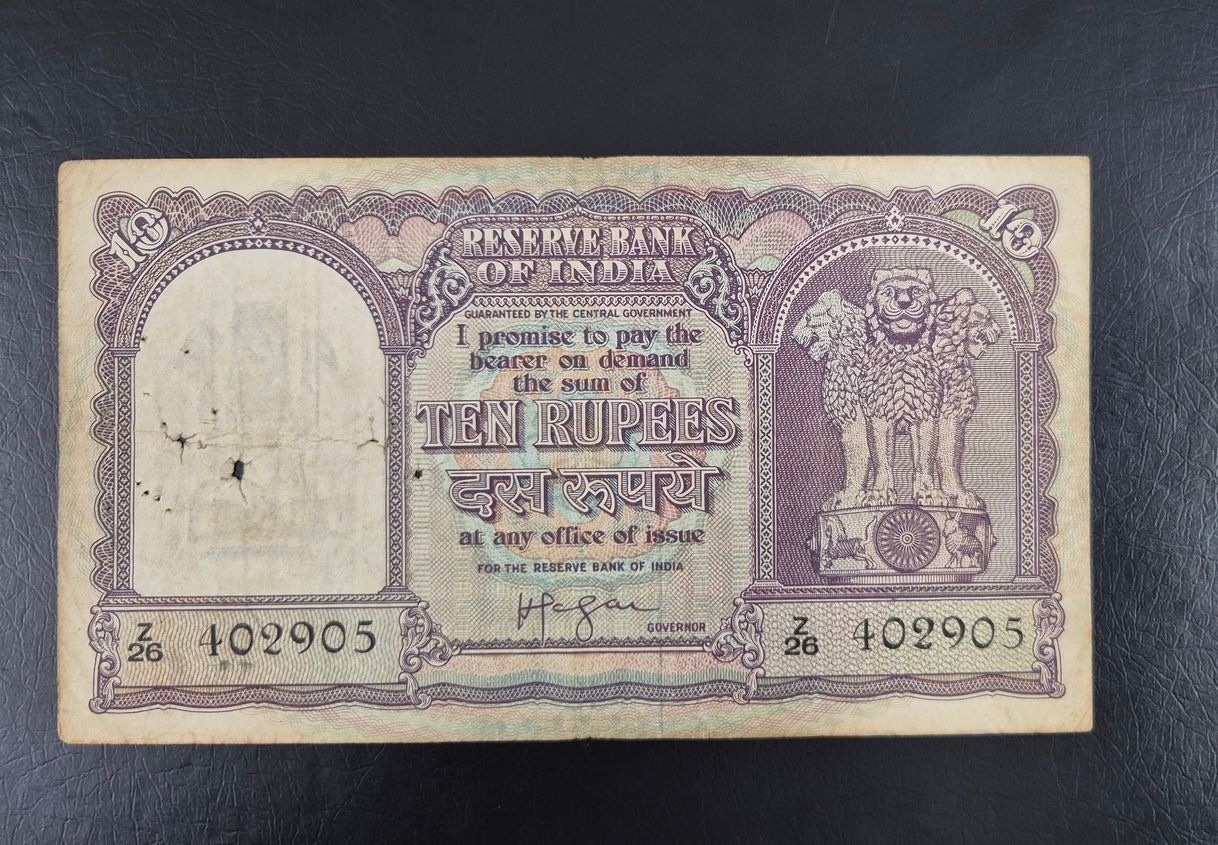 10
10
RESERVE BANK
OF INDIA
GUARANTEED BY THE CENTRAL GOVERNMENT
I promise to pay the
bearer on demand
the sum of
TEN RUPEES
दस रूपये
at any office of issue
FOR THE RESERVE BANK OF INDIA
GOVERNOR
Z
26 402905
Z
26 402905